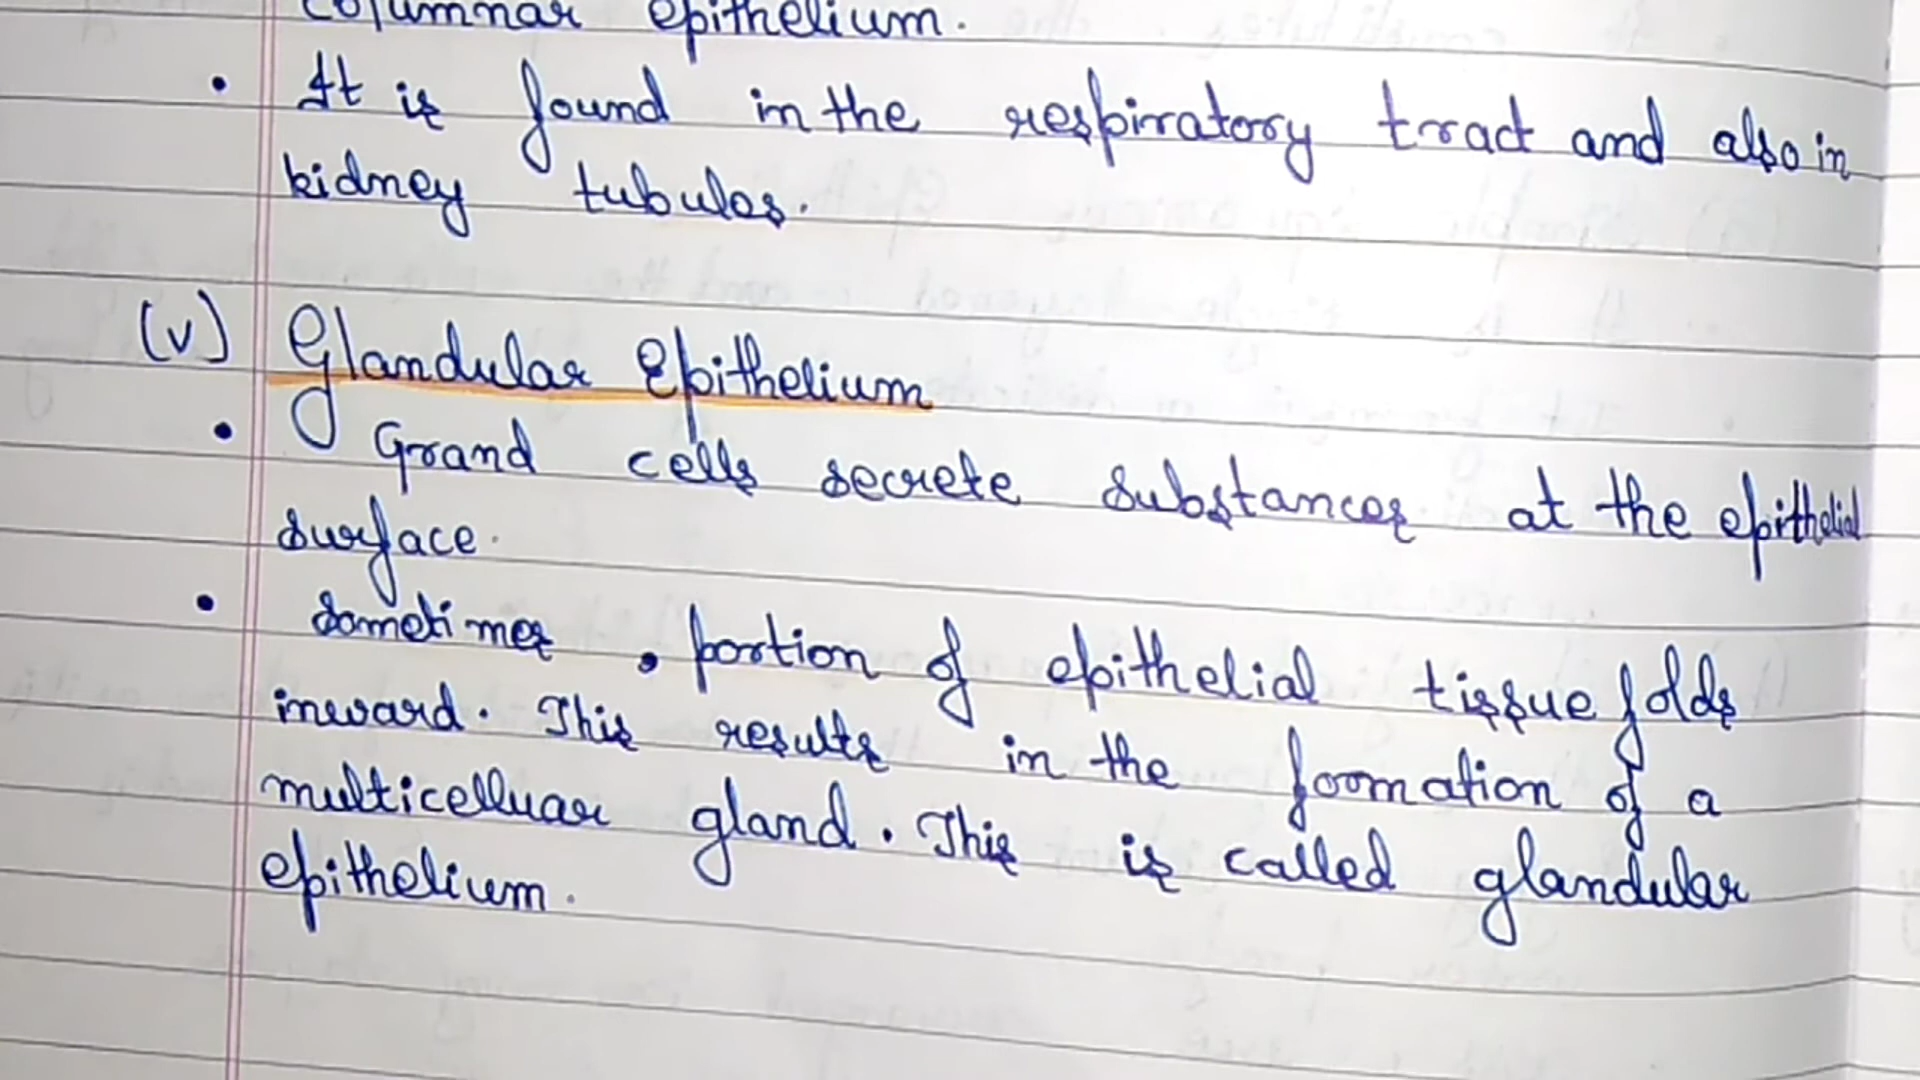 columnar epithelium.
• It is found in the respiratory tract and also in
kidney tubules.
(v) Glandular Epithelium
• Grand cells secrete substances at the epithelial
surface.
• Sometimes • portion of epithelial tissue folds
inward. This results in the formation of a
multicelluar gland. This is called glandular
epithelium.